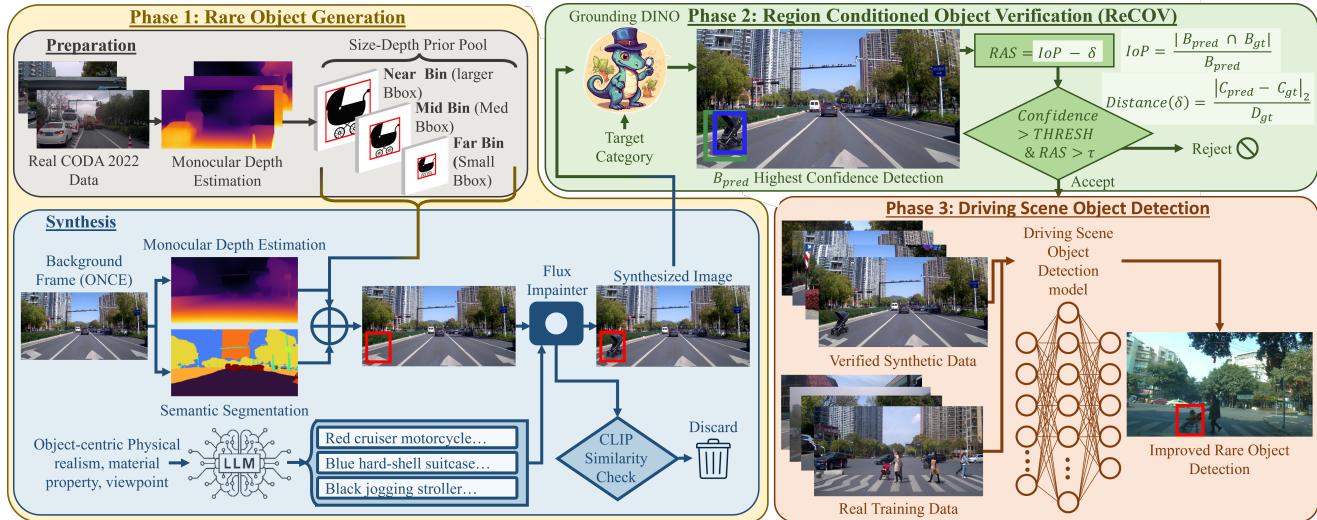 Phase 1: Rare Object Generation
Preparation
Size-Depth Prior Pool
Near Bin (larger
Bbox)
Mid Bin (Med
Bbox)
Far Bin
(Small
Bbox)
Real CODA 2022
Data
Monocular Depth
Estimation
Synthesis
Monocular Depth Estimation
Background
Frame (ONCE)
Semantic Segmentation
Flux
Impainter
Synthesized Image
Object-centric Physical
realism, material
property, viewpoint
LLM
Red cruiser motorcycle...
Blue hard-shell suitcase...
Black jogging stroller...
CLIP
Similarity
Check
Discard
Phase 2: Region Conditioned Object Verification (ReCOV)
Grounding DINO
Target
Category
B_pred Highest Confidence Detection
RAS = IoP − δ
IoP = | B_pred ∩ B_gt| / B_pred
Distance(δ) = |C_pred − C_gt|_2 / D_gt
Confidence
> THRESH
& RAS > τ
Reject
Accept
Phase 3: Driving Scene Object Detection
Driving Scene
Object
Detection
model
Verified Synthetic Data
Real Training Data
Improved Rare Object
Detection